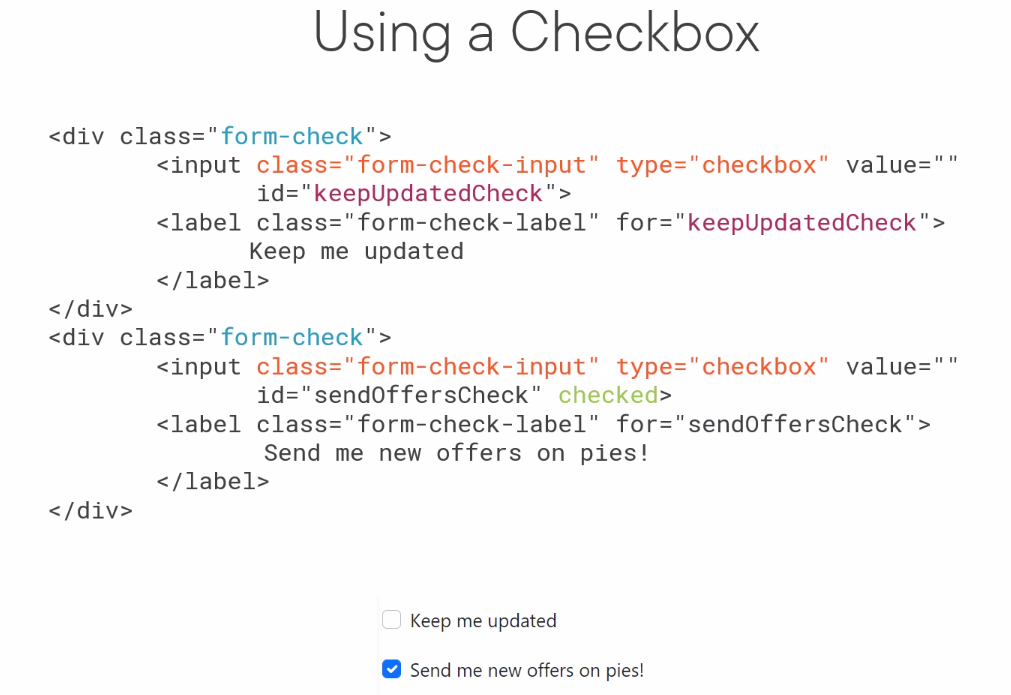 Using a Checkbox
<div class="form-check">
<input class="form-check-input" type="checkbox" value=""
id="keepUpdatedCheck">
<label class="form-check-label" for="keepUpdatedCheck">
Keep me updated
</label>
</div>
<div class="form-check">
<input class="form-check-input" type="checkbox" value=""
id="sendOffersCheck" checked>
<label class="form-check-label" for="sendOffersCheck">
Send me new offers on pies!
</label>
</div>
Keep me updated
Send me new offers on pies!